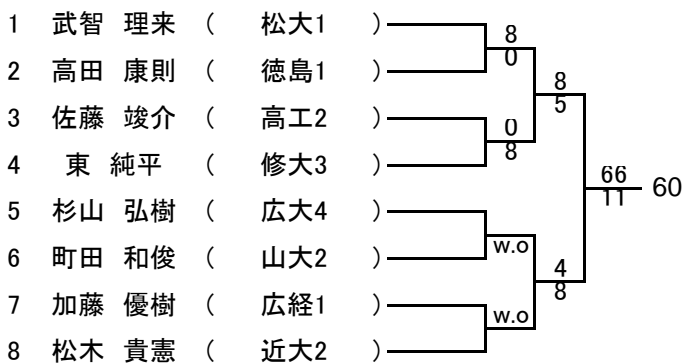 1 武智 理来 ( 松大1 )
8
0
2 高田 康則 ( 徳島1 )
8
5
3 佐藤 竣介 ( 高工2 )
0
8
4 東 純平 ( 修大3 )
66
11
60
5 杉山 弘樹 ( 広大4 )
w.o
6 町田 和俊 ( 山大2 )
4
8
7 加藤 優樹 ( 広経1 )
w.o
8 松木 貴憲 ( 近大2 )